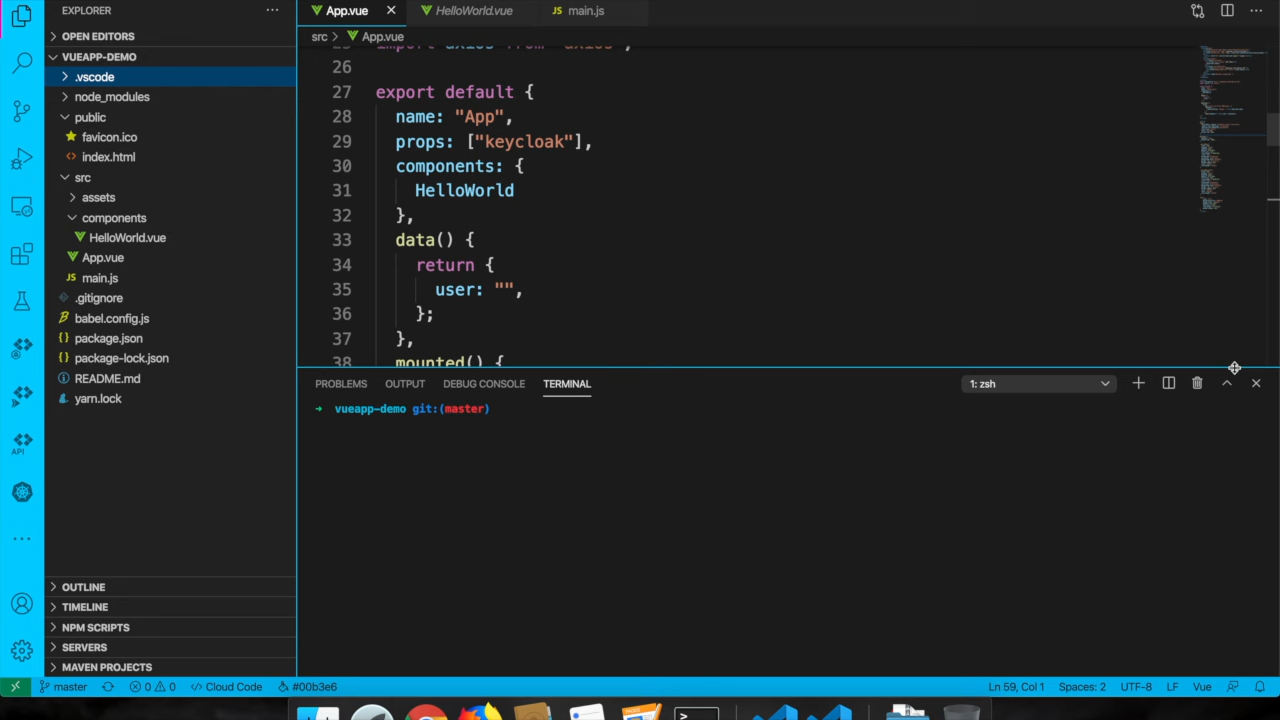 EXPLORER
OPEN EDITORS
VUEAPP-DEMO
.vscode
node_modules
public
favicon.ico
index.html
src
assets
components
HelloWorld.vue
App.vue
JS main.js
.gitignore
babel.config.js
package.json
package-lock.json
README.md
yarn.lock
OUTLINE
TIMELINE
NPM SCRIPTS
SERVERS
MAVEN PROJECTS
API
App.vue HelloWorld.vue JS main.js
src App.vue
26
27 export default {
28 name: "App",
29 props: ["keycloak"],
30 components: {
31 HelloWorld
32 },
33 data() {
34 return {
35 user: "",
36 };
37 },
38 mounted() {
PROBLEMS OUTPUT DEBUG CONSOLE TERMINAL 1: zsh
vueapp-demo git:(master)
master 0 0 Cloud Code #00b3e6 Ln 59, Col 1 Spaces: 2 UTF-8 LF Vue